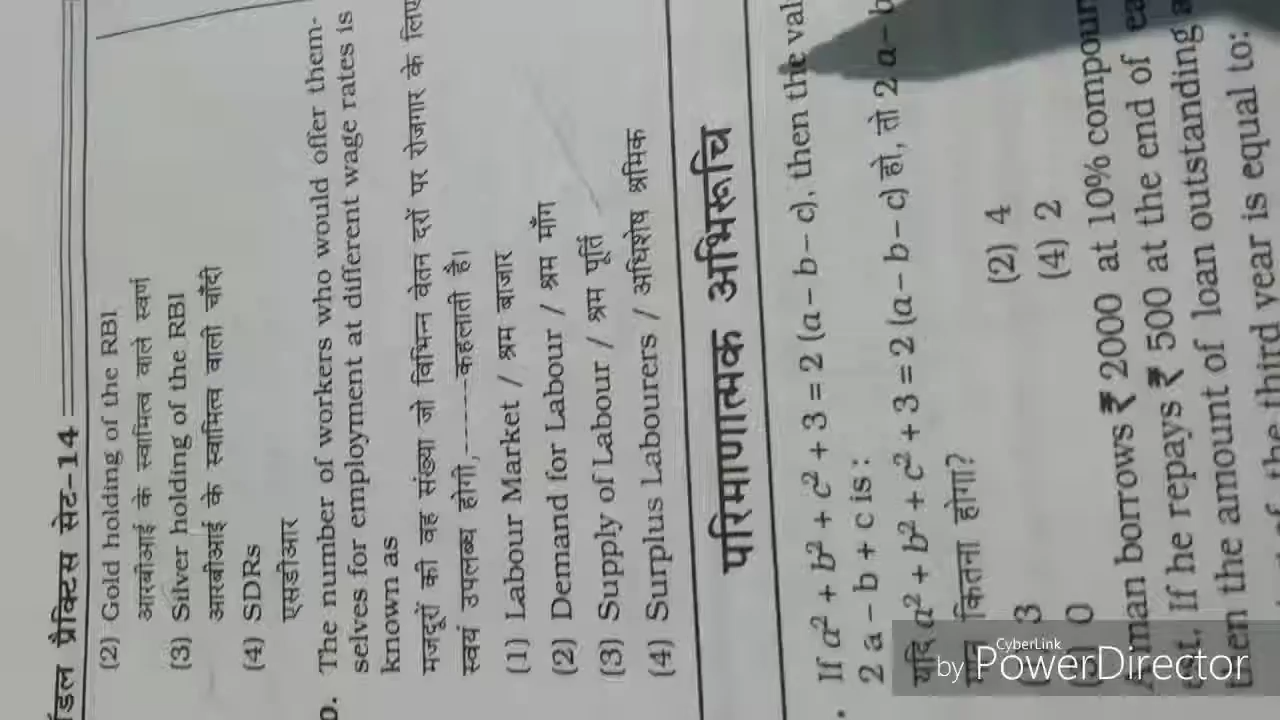 मॉडल प्रैक्टिस सेट-14
(2) Gold holding of the RBI
आरबीआई के स्वामित्व वाले स्वर्ण
(3) Silver holding of the RBI
आरबीआई के स्वामित्व वाली चाँदी
(4) SDRs
एसडीआर
The number of workers who would offer them-
selves for employment at different wage rates is
known as
मजदूरों की वह संख्या जो विभिन्न वेतन दरों पर रोजगार के लिए
स्वयं उपलब्ध होगी,-----कहलाती है।
(1) Labour Market / श्रम बाजार
(2) Demand for Labour / श्रम माँग
(3) Supply of Labour / श्रम पूर्ति
(4) Surplus Labourers / अधिशेष श्रमिक
परिमाणात्मक अभिरूचि
If a² + b² + c² + 3 = 2 (a – b – c), then the val
2 a – b + c is :
यदि a² + b² + c² + 3 = 2 (a – b – c) हो, तो 2 a – b
कितना होगा?
3 (2) 4
0 (4) 2
man borrows ₹ 2000 at 10% compoun
If he repays ₹ 500 at the end of ea
then the amount of loan outstanding
of the third year is equal to:
CyberLink
by PowerDirector